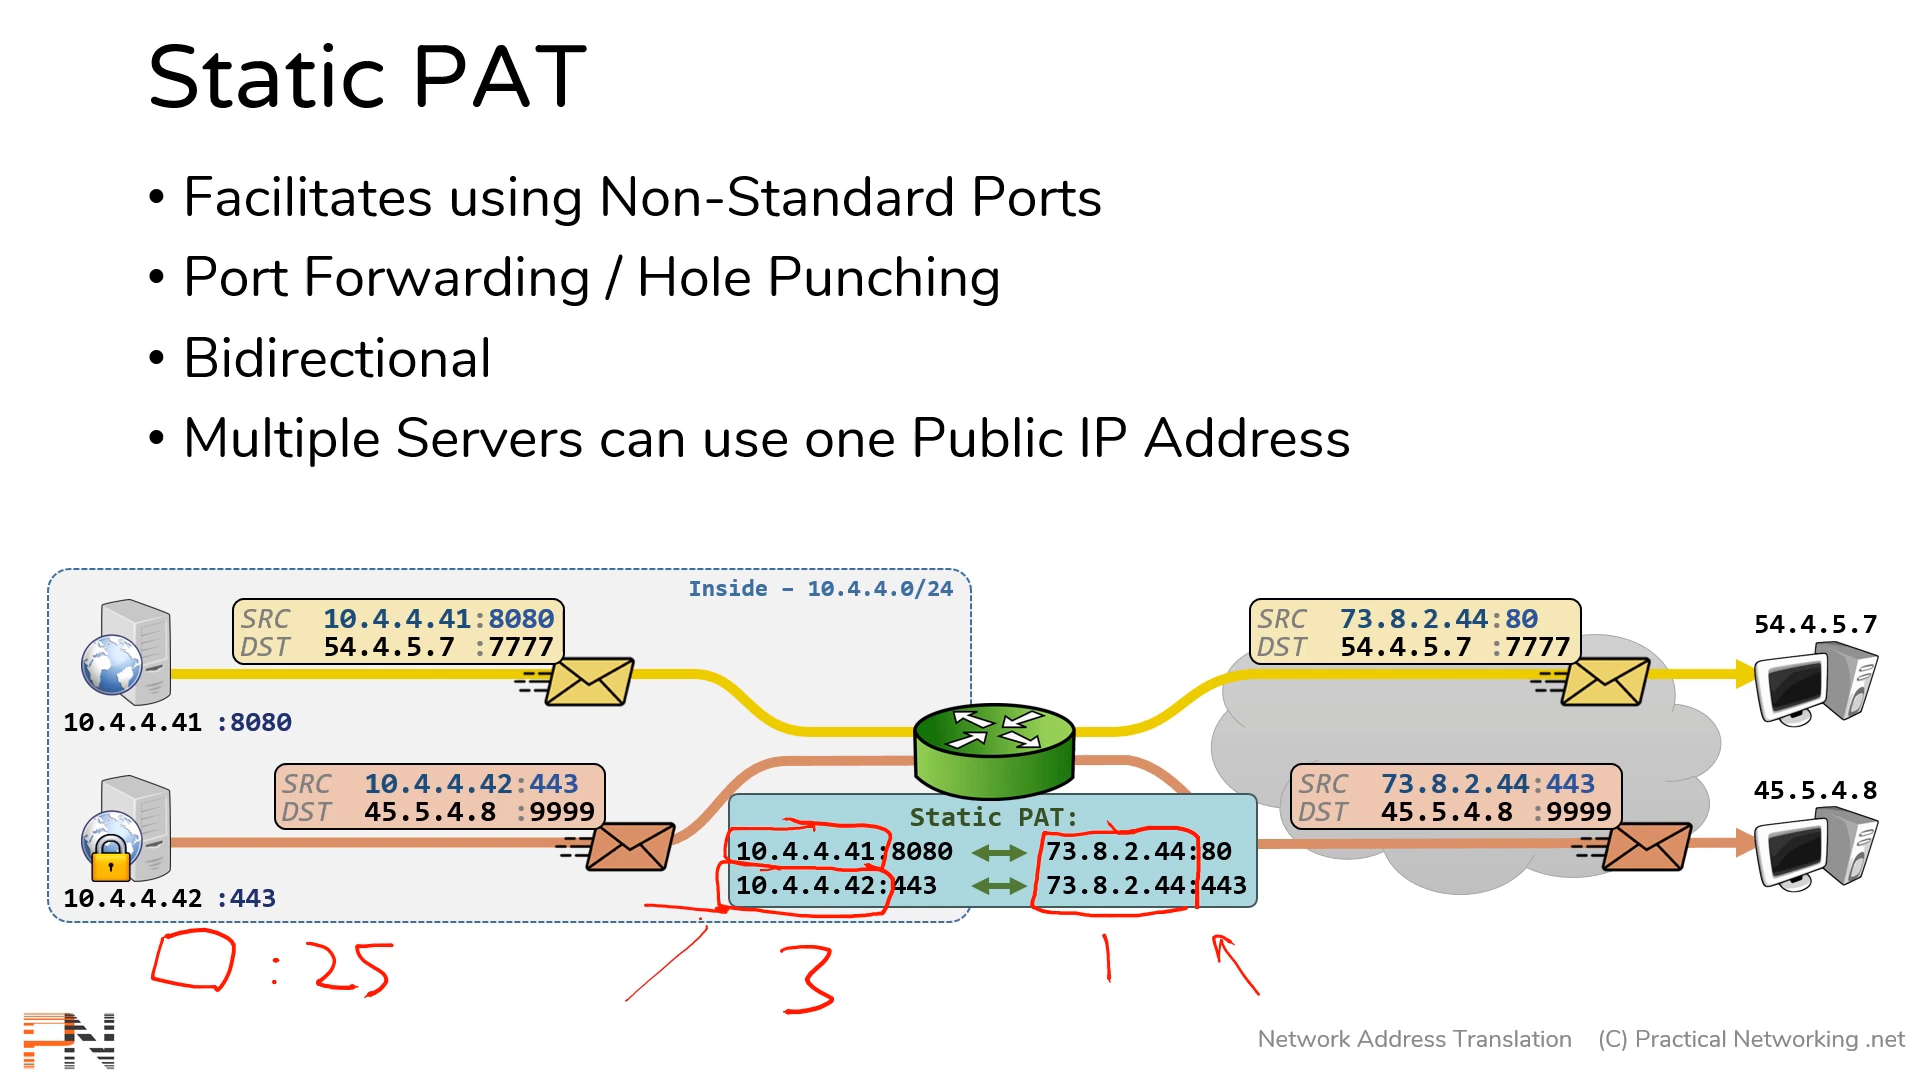 Static PAT
• Facilitates using Non-Standard Ports
• Port Forwarding / Hole Punching
• Bidirectional
• Multiple Servers can use one Public IP Address
Inside – 10.4.4.0/24
SRC 10.4.4.41:8080
DST 54.4.5.7 :7777
10.4.4.41 :8080
SRC 10.4.4.42:443
DST 45.5.4.8 :9999
10.4.4.42 :443
SRC 73.8.2.44:80
DST 54.4.5.7 :7777
54.4.5.7
SRC 73.8.2.44:443
DST 45.5.4.8 :9999
45.5.4.8
Static PAT:
10.4.4.41:8080 73.8.2.44:80
10.4.4.42:443 73.8.2.44:443
:25
3
1
PN
Network Address Translation (C) Practical Networking .net